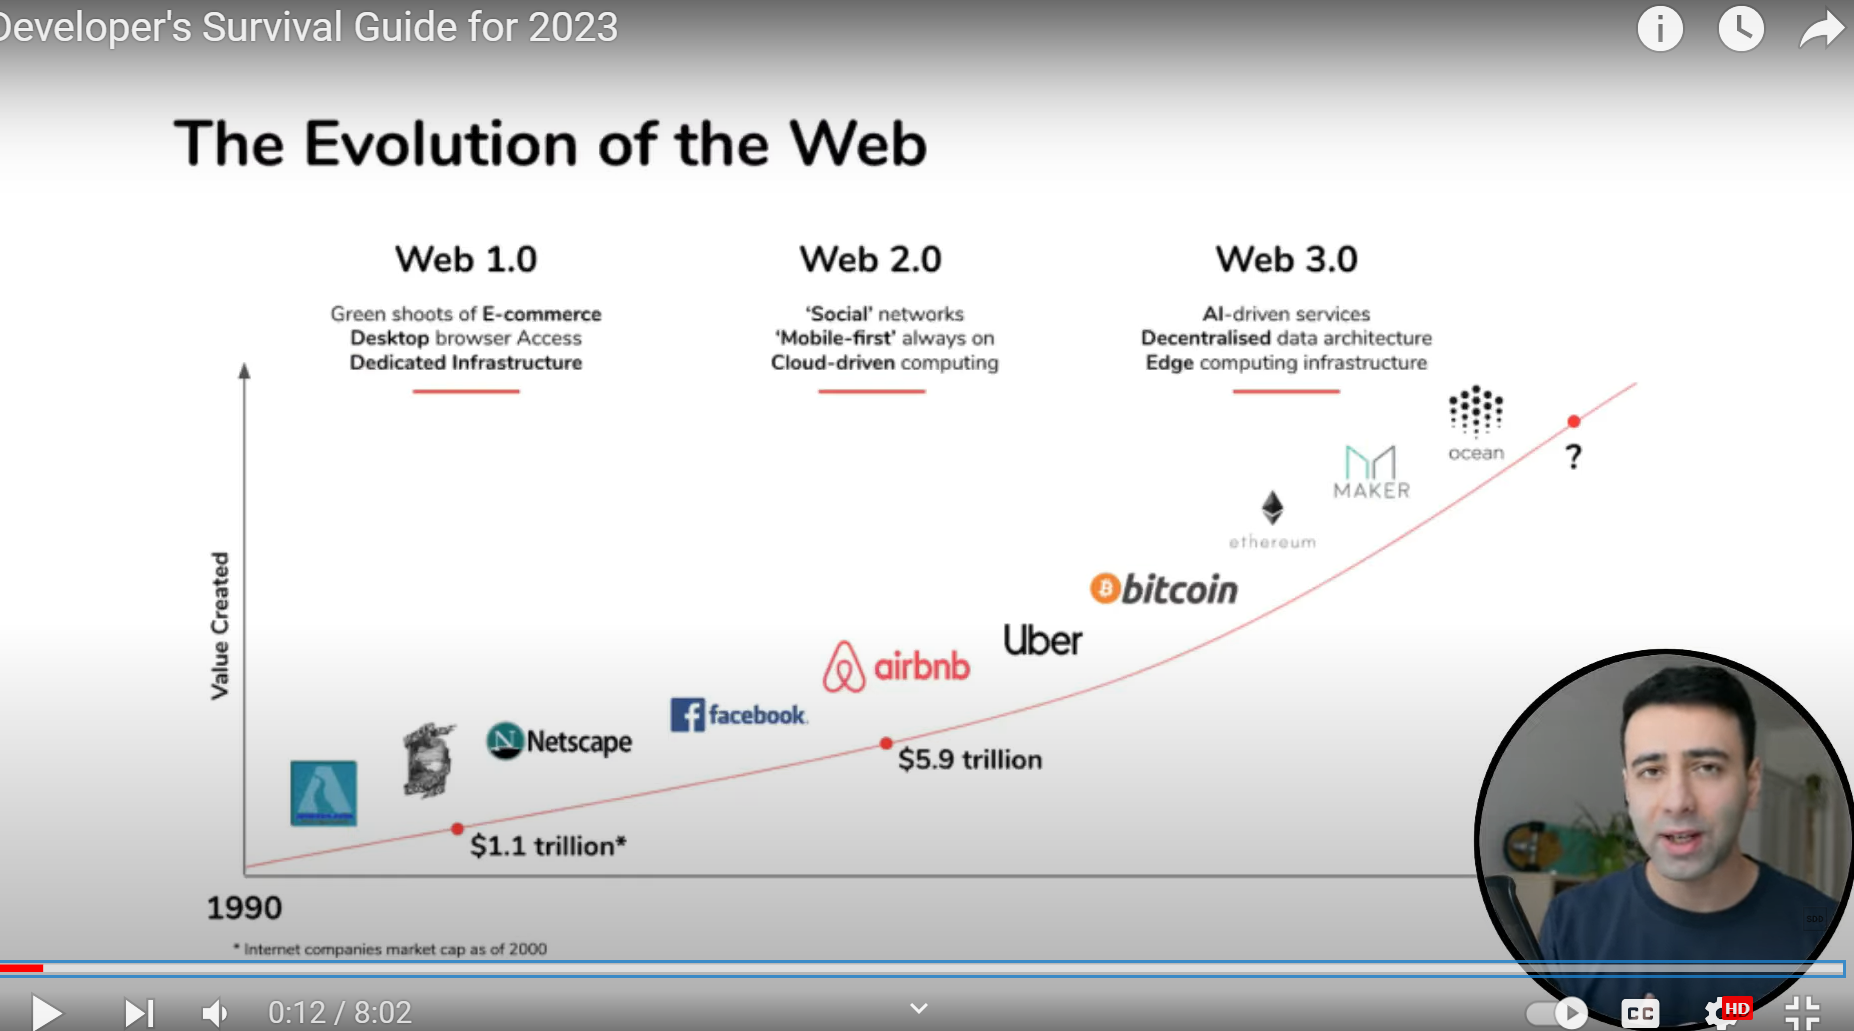 Developer's Survival Guide for 2023
The Evolution of the Web
Web 1.0
Green shoots of E-commerce
Desktop browser Access
Dedicated Infrastructure
Web 2.0
‘Social’ networks
‘Mobile-first’ always on
Cloud-driven computing
Web 3.0
AI-driven services
Decentralised data architecture
Edge computing infrastructure
ocean
?
MAKER
ethereum
bitcoin
Uber
airbnb
facebook.
Netscape
$5.9 trillion
$1.1 trillion*
Value Created
1990
* Internet companies market cap as of 2000
0:12 / 8:02
CC
HD